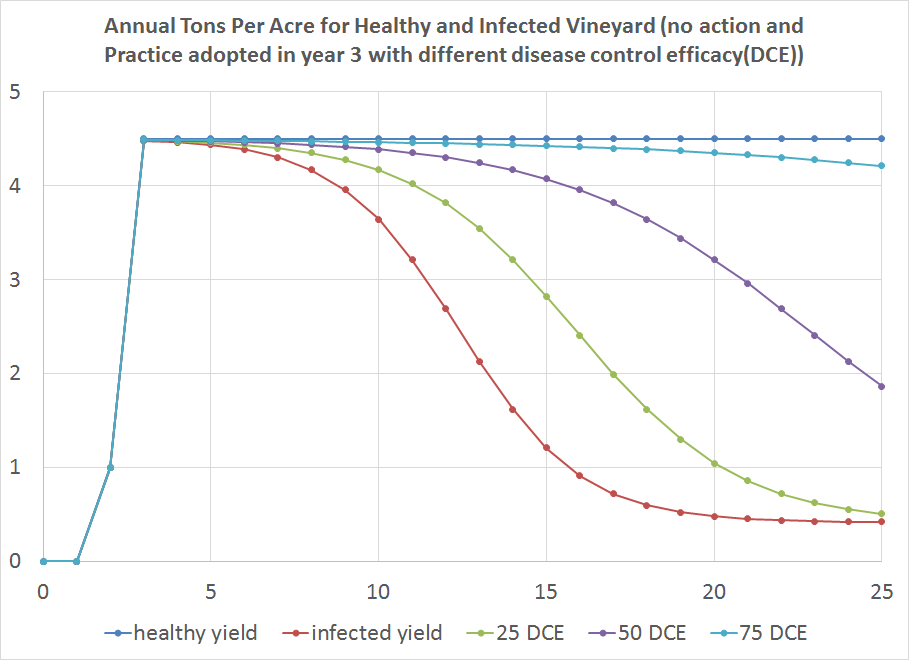 Annual Tons Per Acre for Healthy and Infected Vineyard (no action and
Practice adopted in year 3 with different disease control efficacy(DCE))
5
4
3
2
1
0
0 5 10 15 20 25
healthy yield infected yield 25 DCE 50 DCE 75 DCE